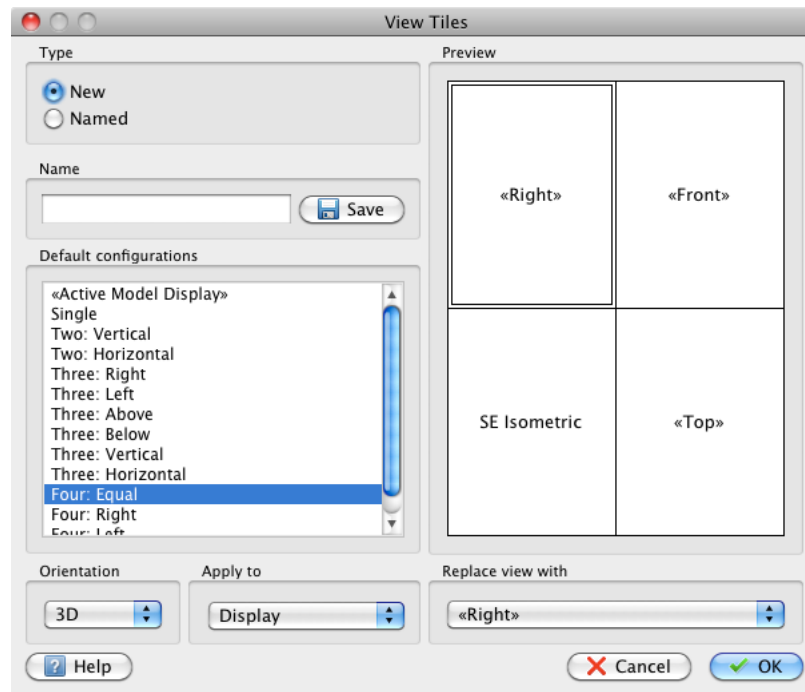 View Tiles
Type
New
Named
Name
Save
Default configurations
«Active Model Display»
Single
Two: Vertical
Two: Horizontal
Three: Right
Three: Left
Three: Above
Three: Below
Three: Vertical
Three: Horizontal
Four: Equal
Four: Right
Four: Left
Orientation
3D
Apply to
Display
Preview
«Right»
«Front»
SE Isometric
«Top»
Replace view with
«Right»
? Help
Cancel
OK